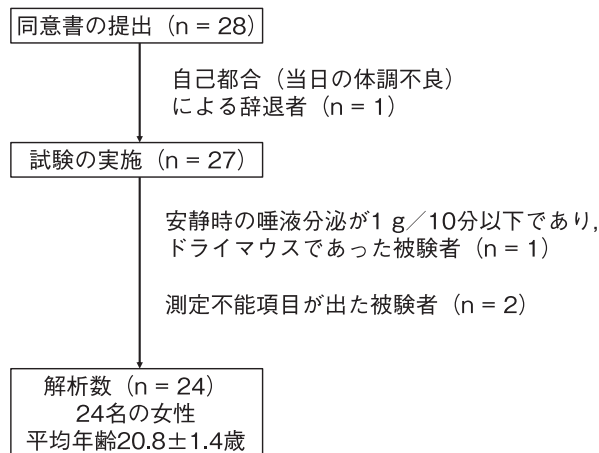 同意書の提出（n = 28）
自己都合（当日の体調不良）
による辞退者（n = 1）
試験の実施（n = 27）
安静時の唾液分泌が1 g／10分以下であり，
ドライマウスであった被験者（n = 1）
測定不能項目が出た被験者（n = 2）
解析数（n = 24）
24名の女性
平均年齢20.8±1.4歳